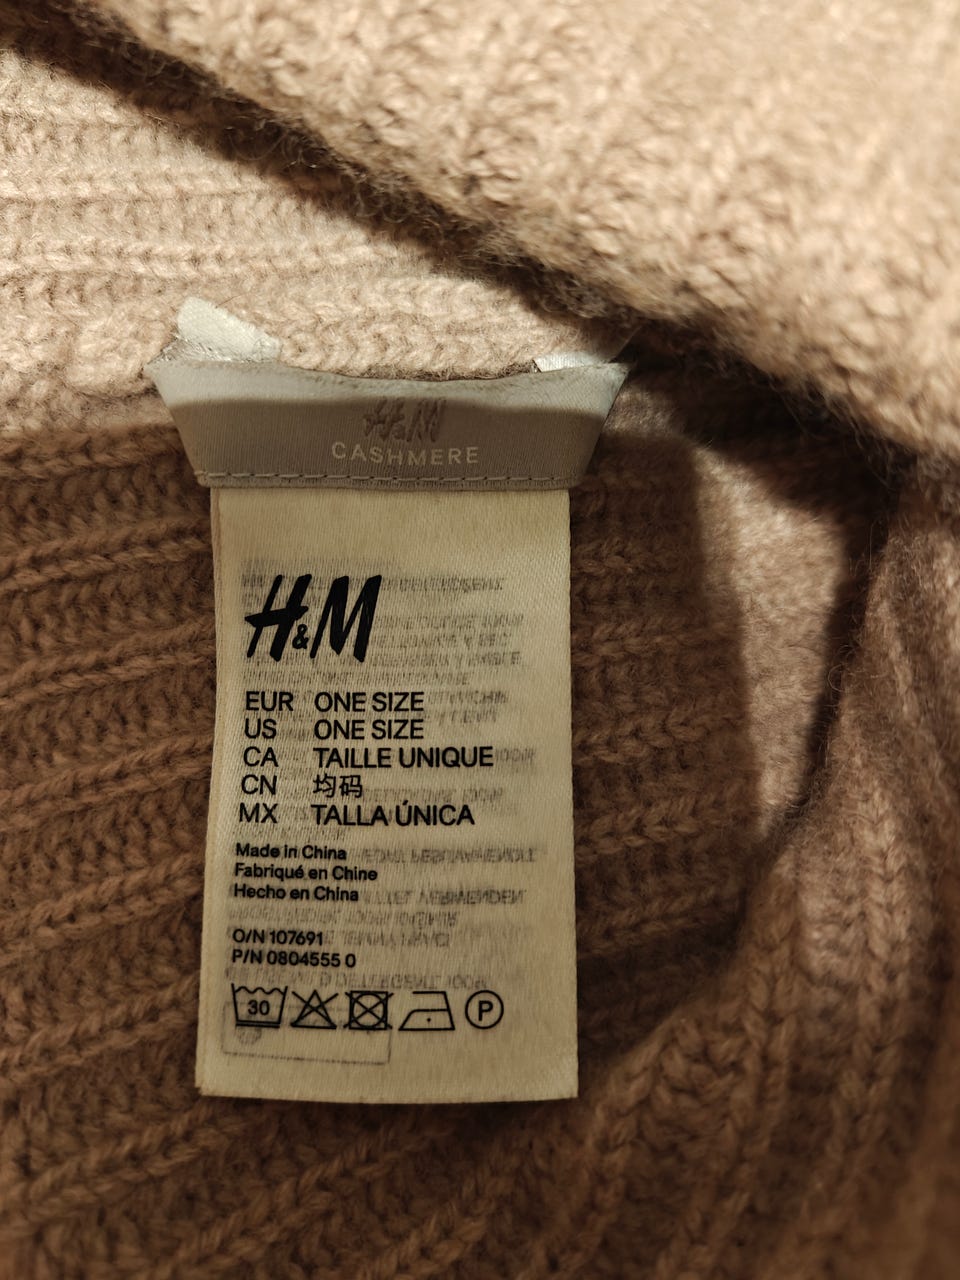 H&M
CASHMERE
H&M
EUR ONE SIZE
US ONE SIZE
CA TAILLE UNIQUE
CN 均码
MX TALLA ÚNICA
Made in China
Fabriqué en Chine
Hecho en China
O/N 107691
P/N 0804555 0
30
P